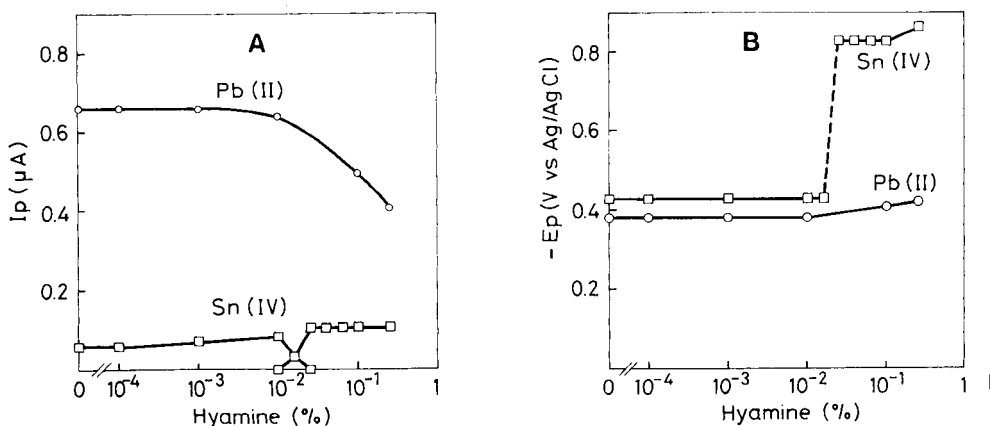 A
Pb (II)
Sn (IV)
Ip (μA)
0.8
0.6
0.4
0.2
0
10⁻⁴
10⁻³
10⁻²
10⁻¹
1
Hyamine (%)
B
Sn (IV)
Pb (II)
- Ep (V vs Ag/AgCl)
0.8
0.6
0.4
0.2
0
10⁻⁴
10⁻³
10⁻²
10⁻¹
1
Hyamine (%)